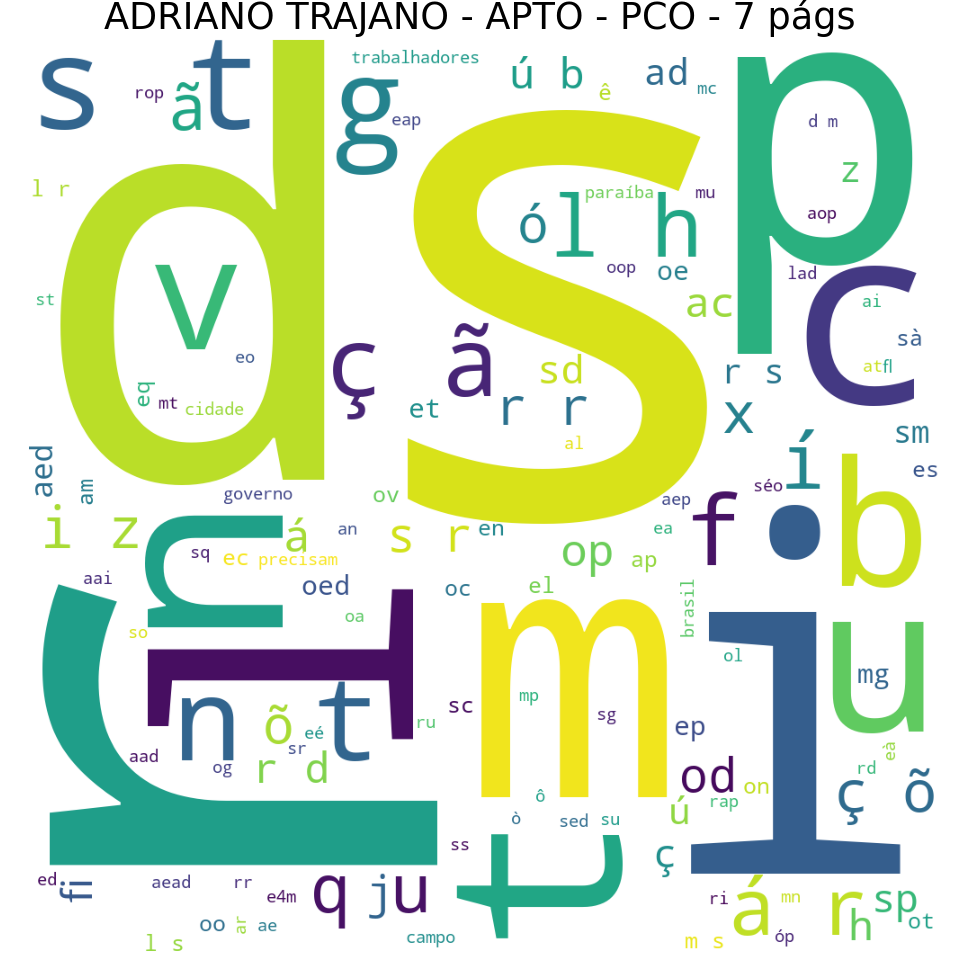 ADRIANO TRAJANO - APTO - PCO - 7 págs
s t
trabalhadores
ú b
ê
ad
mc
rop
ã
g
eap
d
s
p
d m
z
aop
l r
paraíba
mu
ó
l h
oop
oe
lad
c
ai
v
st
ac
sà
eo
ç ã
sd
r s
at
fl
eq
mt
cidade
et
r r
x
al
sm
aed
am
í
es
governo
ov
séo
aep
f
b
i z
á
an
s r
en
ea
n
sq
ec
precisam
op
ap
aai
oed
oc
el
oa
brasil
so
r
i
m
l
u
ol
mg
n
õ
t
eé
sr
ru
sc
mp
sg
ep
aad
og
r d
od
on
rd
eà
ç õ
ô
ú
rap
ò
sed
su
ss
t
ç
ed
fi
aead
rr
e4m
q
ju
ri
á
mn
r
h
sp
ot
oo
ar
ae
l s
campo
m s
óp